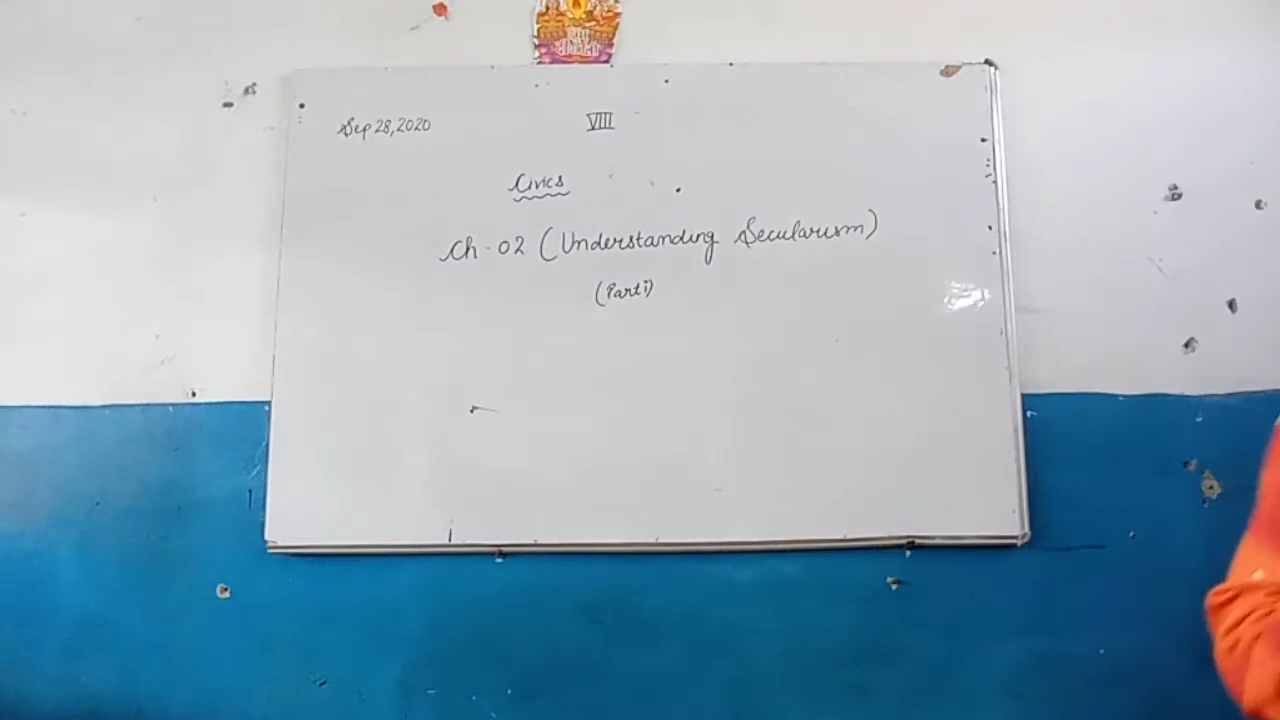 Sep 28, 2020
VIII
Civics
Ch - 02 (Understanding Secularism)
(Part i)